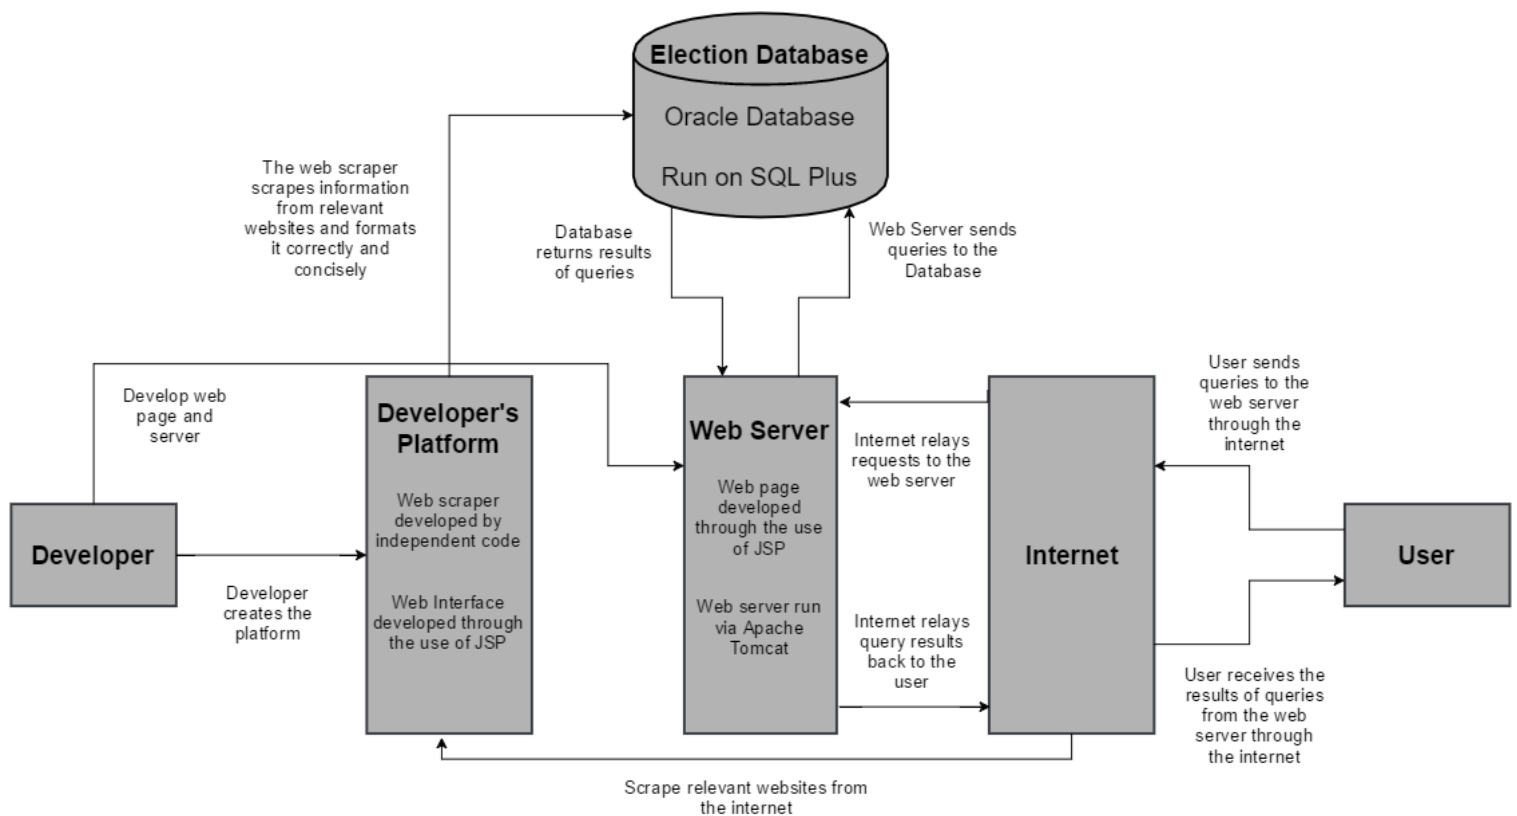 Election Database
Oracle Database
Run on SQL Plus
The web scraper
scrapes information
from relevant
websites and formats
it correctly and
concisely
Database
returns results
of queries
Web Server sends
queries to the
Database
Develop web
page and
server
Developer
Developer
creates the
platform
Developer's
Platform
Web scraper
developed by
independent code
Web Interface
developed through
the use of JSP
Web Server
Web page
developed
through the use
of JSP
Web server run
via Apache
Tomcat
Internet relays
requests to the
web server
Internet relays
query results
back to the
user
Internet
User sends
queries to the
web server
through the
internet
User
User receives the
results of queries
from the web
server through
the internet
Scrape relevant websites from
the internet